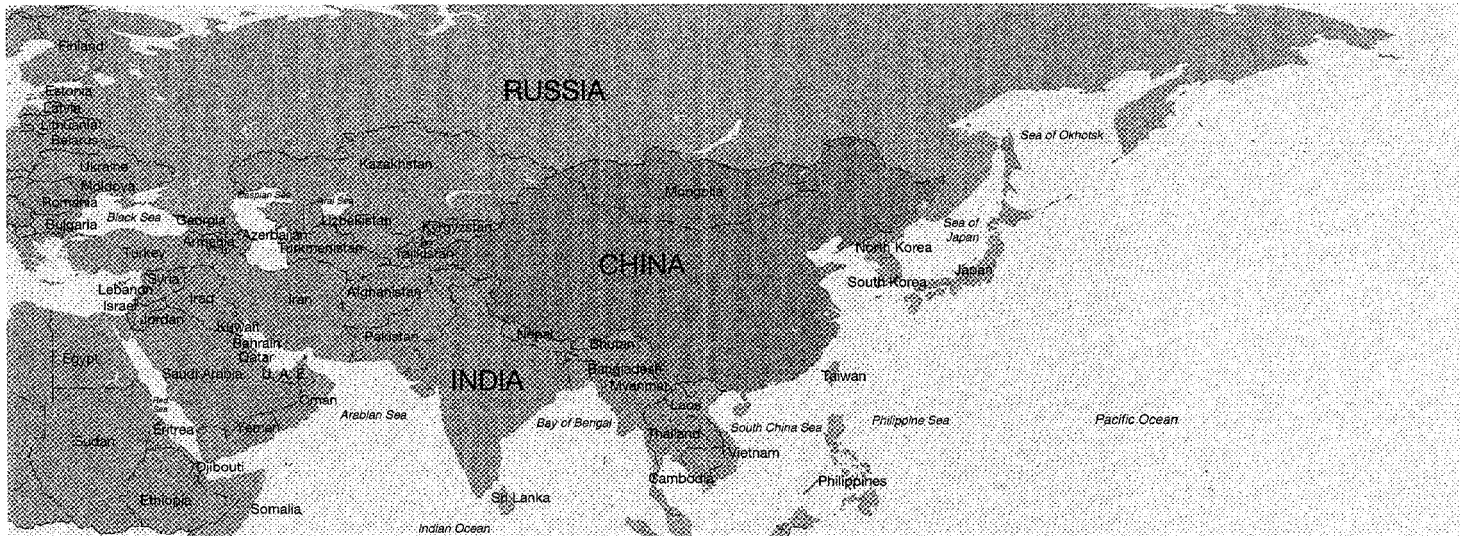 Finland
RUSSIA
Estonia
Latvia
Lithuania
Sea of Okhotsk
Belarus
Ukraine
Kazakhstan
Moldova
Mongolia
Caspian Sea
Aral Sea
Romania
Black Sea
Georgia
Uzbekistan
Bulgaria
Kyrgyzstan
Sea of
Japan
Azerbaijan
Armenia
Turkmenistan
North Korea
Turkey
Tajikistan
CHINA
Japan
Syria
South Korea
Lebanon
Afghanistan
Iraq
Iran
Israel
Jordan
Kuwait
Pakistan
Nepal
Bahrain
Bhutan
Egypt
Qatar
Bangladesh
Saudi Arabia
U. A. E.
INDIA
Taiwan
Myanmar
Oman
Red
Sea
Laos
Arabian Sea
Bay of Bengal
Philippine Sea
Pacific Ocean
Eritrea
Yemen
South China Sea
Sudan
Thailand
Vietnam
Djibouti
Cambodia
Philippines
Ethiopia
Sri Lanka
Somalia
Indian Ocean